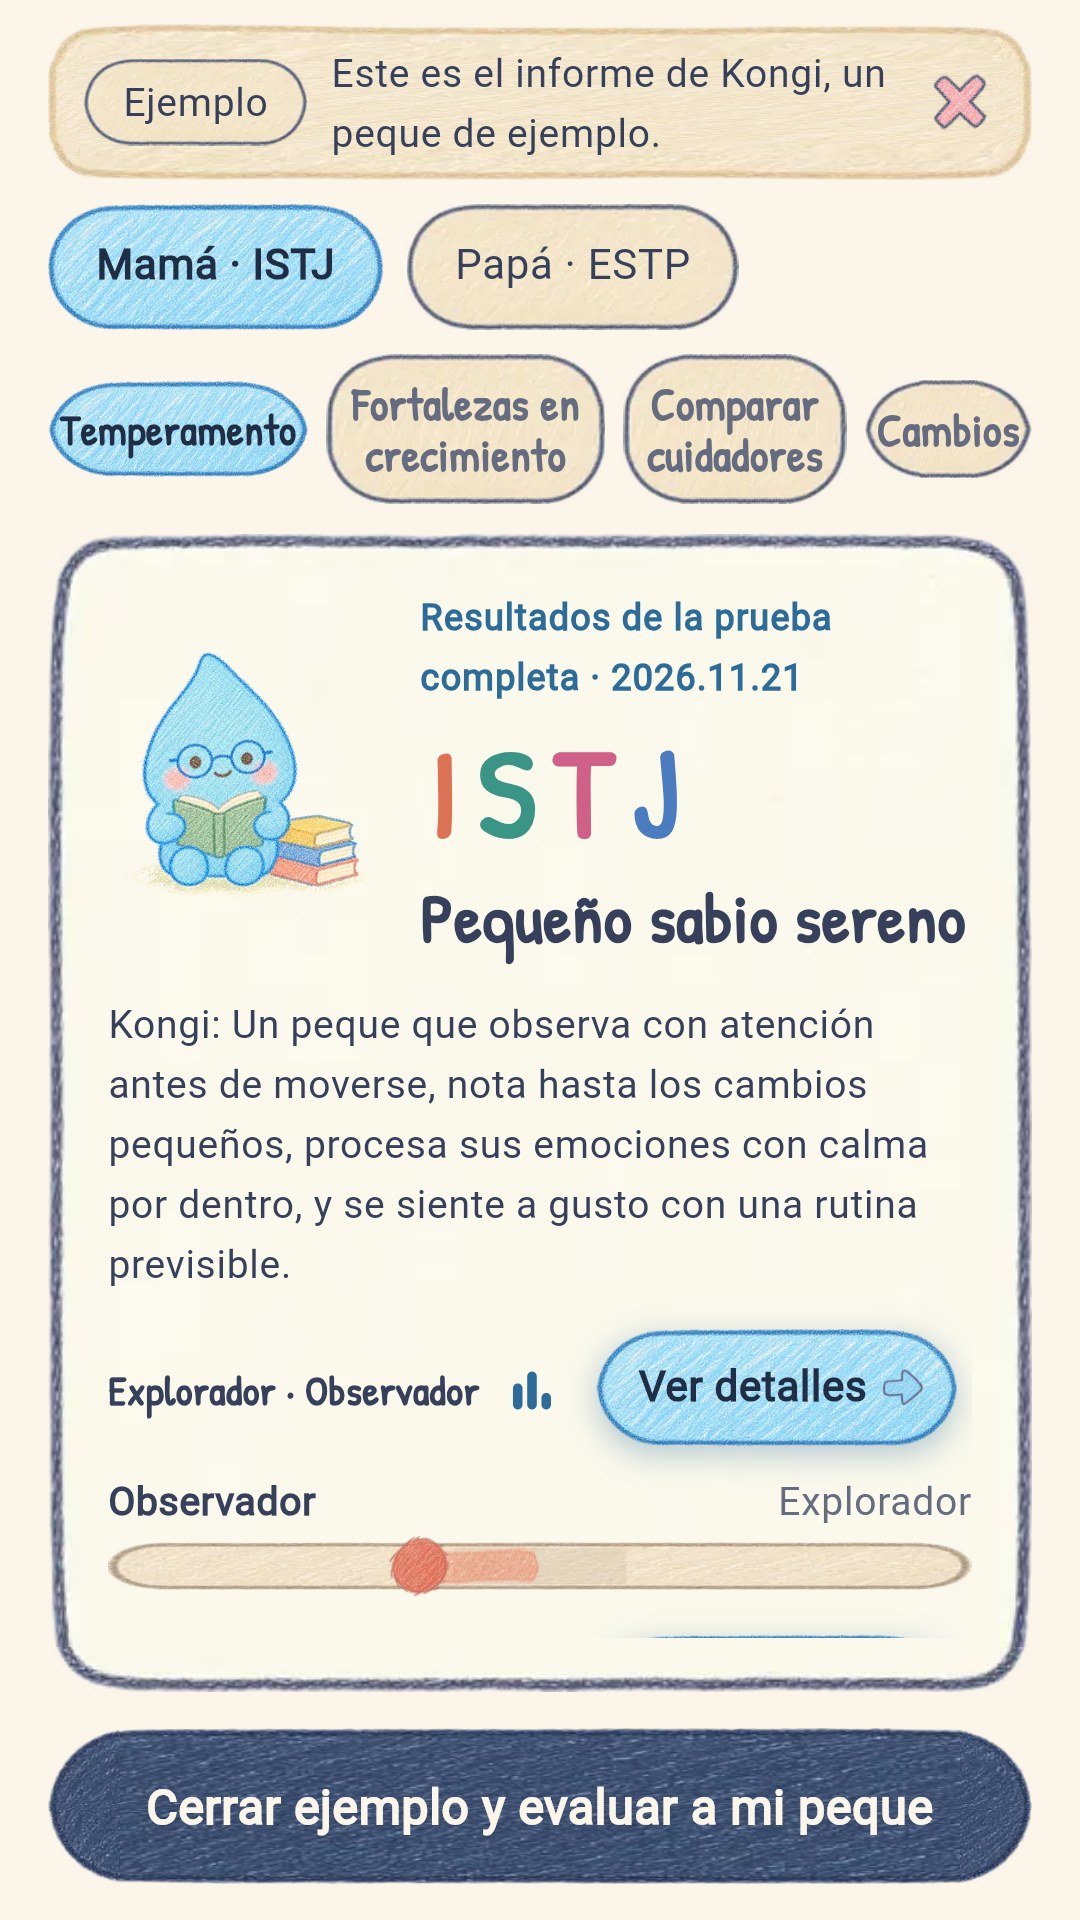 Ejemplo
Este es el informe de Kongi, un
peque de ejemplo.
Mamá · ISTJ
Papá · ESTP
Temperamento
Fortalezas en
crecimiento
Comparar
cuidadores
Cambios
Resultados de la prueba
completa · 2026.11.21
ISTJ
Pequeño sabio sereno
Kongi: Un peque que observa con atención
antes de moverse, nota hasta los cambios
pequeños, procesa sus emociones con calma
por dentro, y se siente a gusto con una rutina
previsible.
Explorador · Observador
Ver detalles
Observador
Explorador
Cerrar ejemplo y evaluar a mi peque